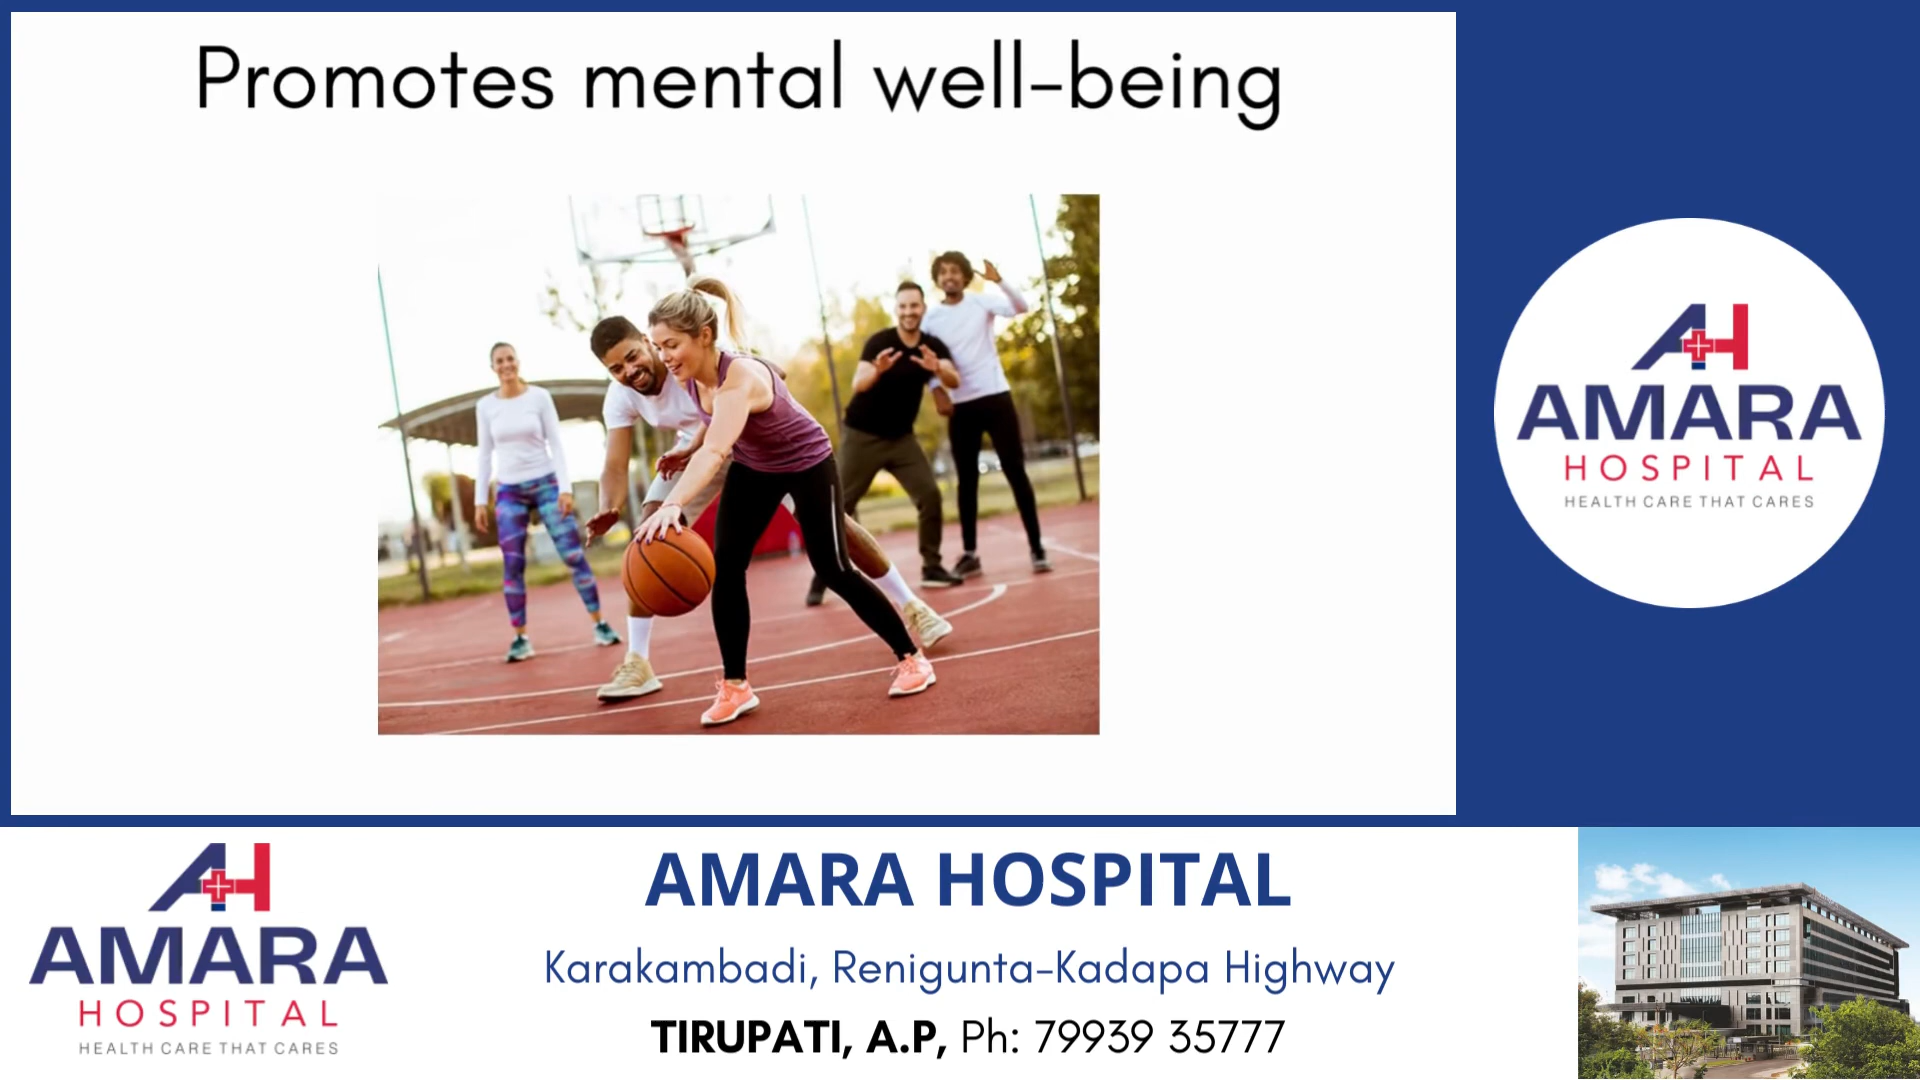 Promotes mental well-being
AH
AMARA
HOSPITAL
HEALTH CARE THAT CARES
AH
AMARA
HOSPITAL
HEALTH CARE THAT CARES
AMARA HOSPITAL
Karakambadi, Renigunta-Kadapa Highway
TIRUPATI, A.P, Ph: 79939 35777